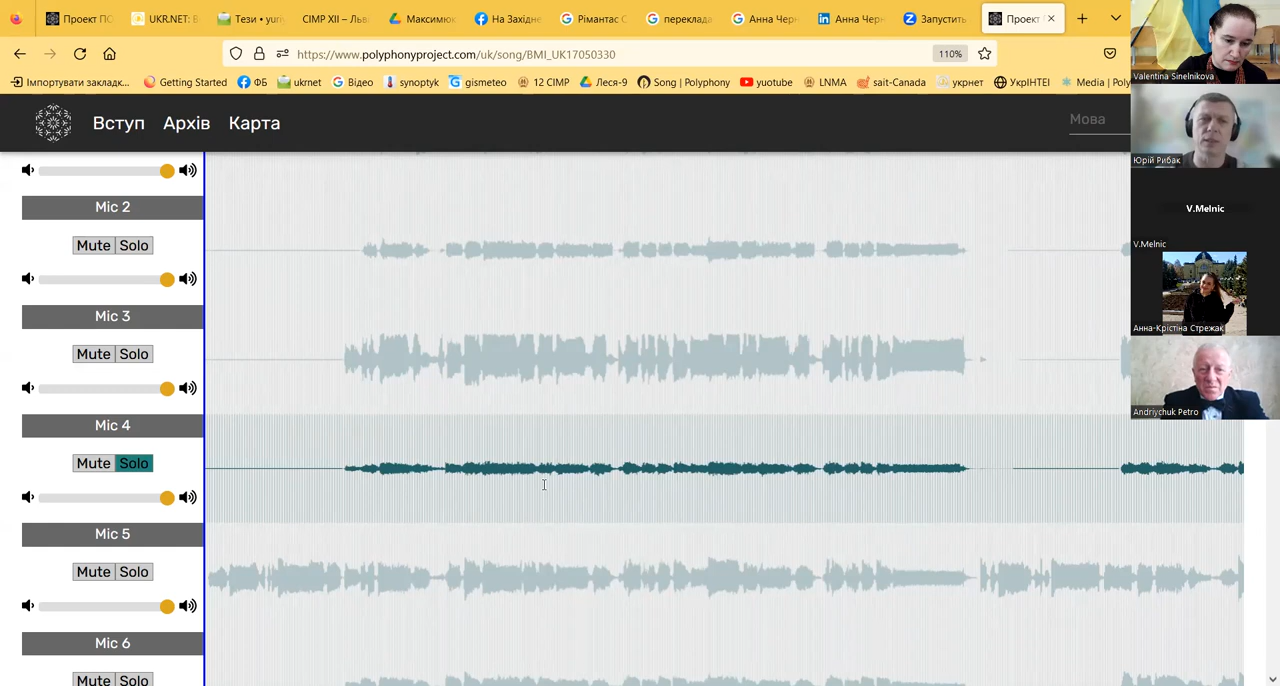 Проект ПО
UKR.NET: В
Тези • yuriy
CIMP XII – Льв
Максимюк
На Західне
Рімантас С
переклада
Анна Черн
Анна Черн
Запустить
Проект
https://www.polyphonyproject.com/uk/song/BMI_UK17050330
110%
Імпортувати закладк...
Getting Started
ФБ
ukrnet
Відео
synoptyk
gismeteo
12 CIMP
Леся-9
Song | Polyphony
yuotube
LNMA
sait-Canada
укрнет
УкрІНТЕІ
Media | Poly
Вступ
Архів
Карта
Мова
Mic 2
Mute Solo
Mic 3
Mute Solo
Mic 4
Mute Solo
Mic 5
Mute Solo
Mic 6
Mute Solo
Valentina Sinelnikova
Юрій Рибак
V.Melnic
V.Melnic
Анна-Крістіна Стрежак
Andriychuk Petro